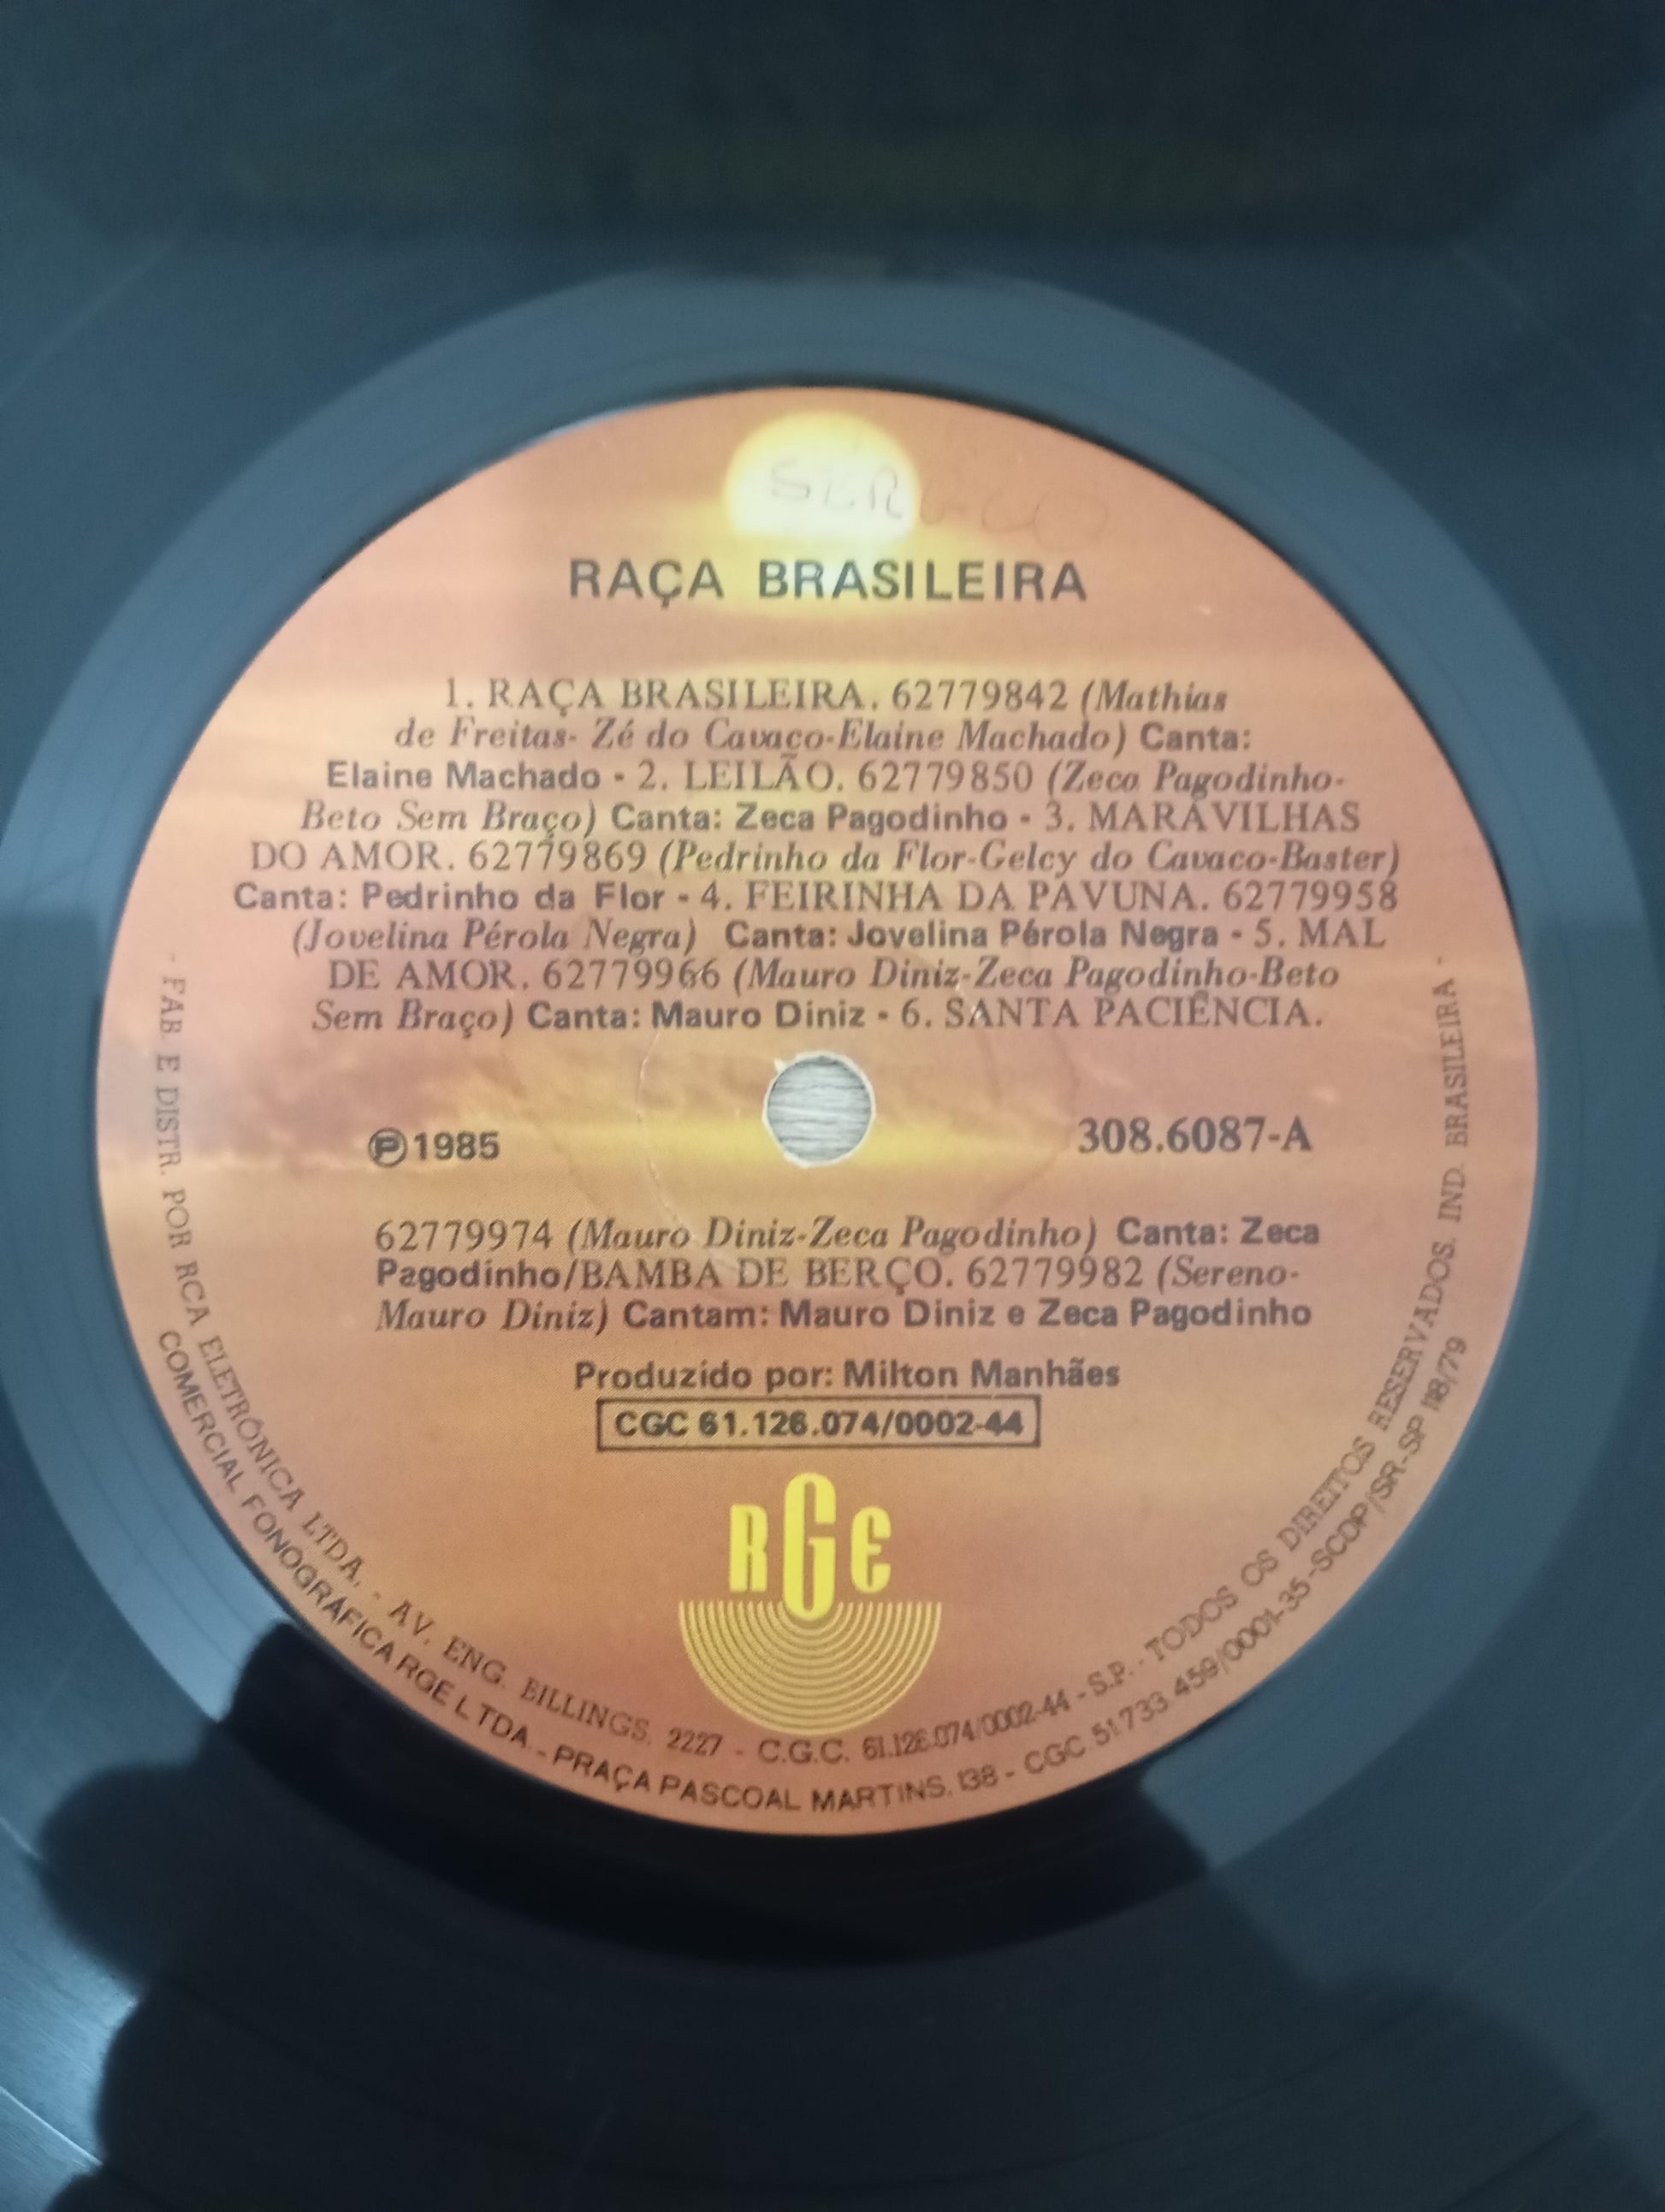 RAÇA BRASILEIRA
1. RAÇA BRASILEIRA. 62779842 (Mathias
de Freitas- Zé do Cavaco-Elaine Machado) Canta:
Elaine Machado - 2. LEILÃO. 62779850 (Zeca Pagodinho-
Beto Sem Braço) Canta: Zeca Pagodinho - 3. MARAVILHAS
DO AMOR. 62779869 (Pedrinho da Flor-Gelcy do Cavaco-Baster)
Canta: Pedrinho da Flor - 4. FEIRINHA DA PAVUNA. 62779958
(Jovelina Pérola Negra) Canta: Jovelina Pérola Negra - 5. MAL
DE AMOR. 62779966 (Mauro Diniz-Zeca Pagodinho-Beto
Sem Braço) Canta: Mauro Diniz - 6. SANTA PACIÊNCIA.
℗ 1985
308.6087-A
62779974 (Mauro Diniz-Zeca Pagodinho) Canta: Zeca
Pagodinho/BAMBA DE BERÇO. 62779982 (Sereno-
Mauro Diniz) Cantam: Mauro Diniz e Zeca Pagodinho
Produzido por: Milton Manhães
CGC 61.126.074/0002-44
RGE
- FAB. E DISTR. POR RCA ELETRÔNICA LTDA. - AV. ENG. BILLINGS, 2227 - C.G.C. 61.126.074/0002-44 - S.P. - TODOS OS DIREITOS RESERVADOS. IND. BRASILEIRA -
COMERCIAL FONOGRÁFICA RGE LTDA. - PRAÇA PASCOAL MARTINS, 138 - CGC 51.733.459/0001-35 -SCDP/SR-SP 118/79